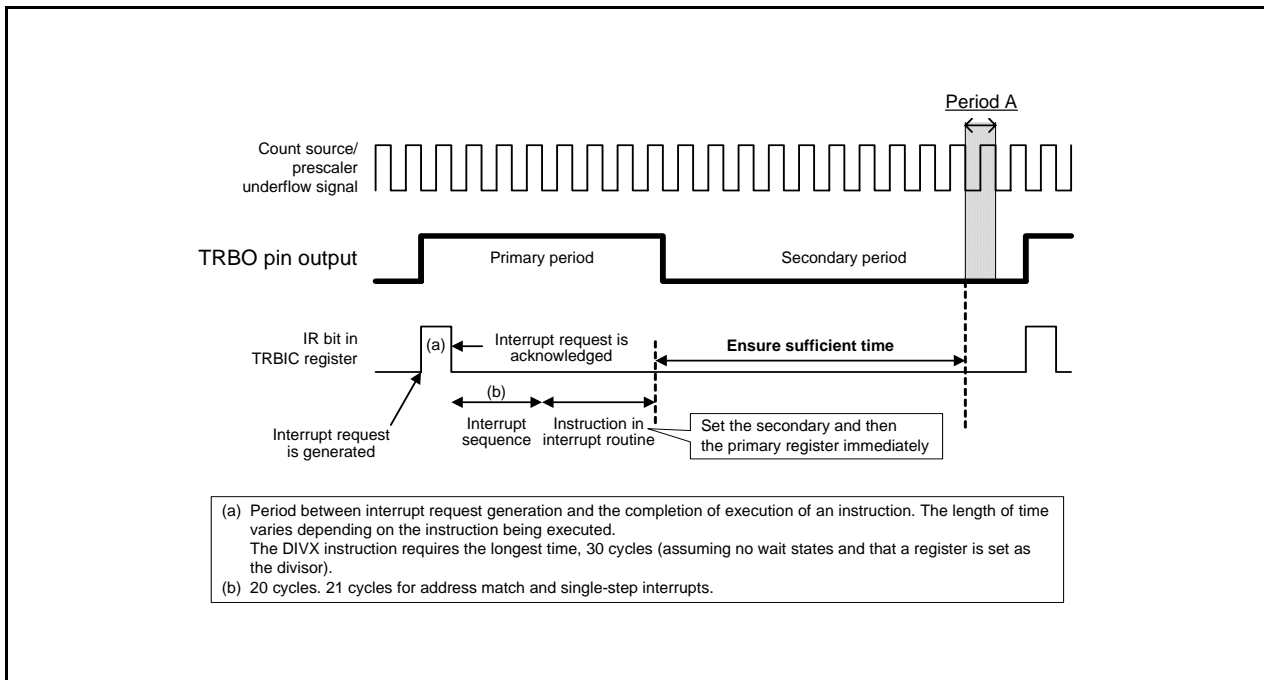 Period A
Count source/
prescaler
underflow signal
TRBO pin output
Primary period
Secondary period
IR bit in
TRBIC register
(a)
Interrupt request is
acknowledged
Ensure sufficient time
(b)
Interrupt
sequence
Instruction in
interrupt routine
Set the secondary and then
the primary register immediately
Interrupt request
is generated
(a) Period between interrupt request generation and the completion of execution of an instruction. The length of time
varies depending on the instruction being executed.
The DIVX instruction requires the longest time, 30 cycles (assuming no wait states and that a register is set as
the divisor).
(b) 20 cycles. 21 cycles for address match and single-step interrupts.